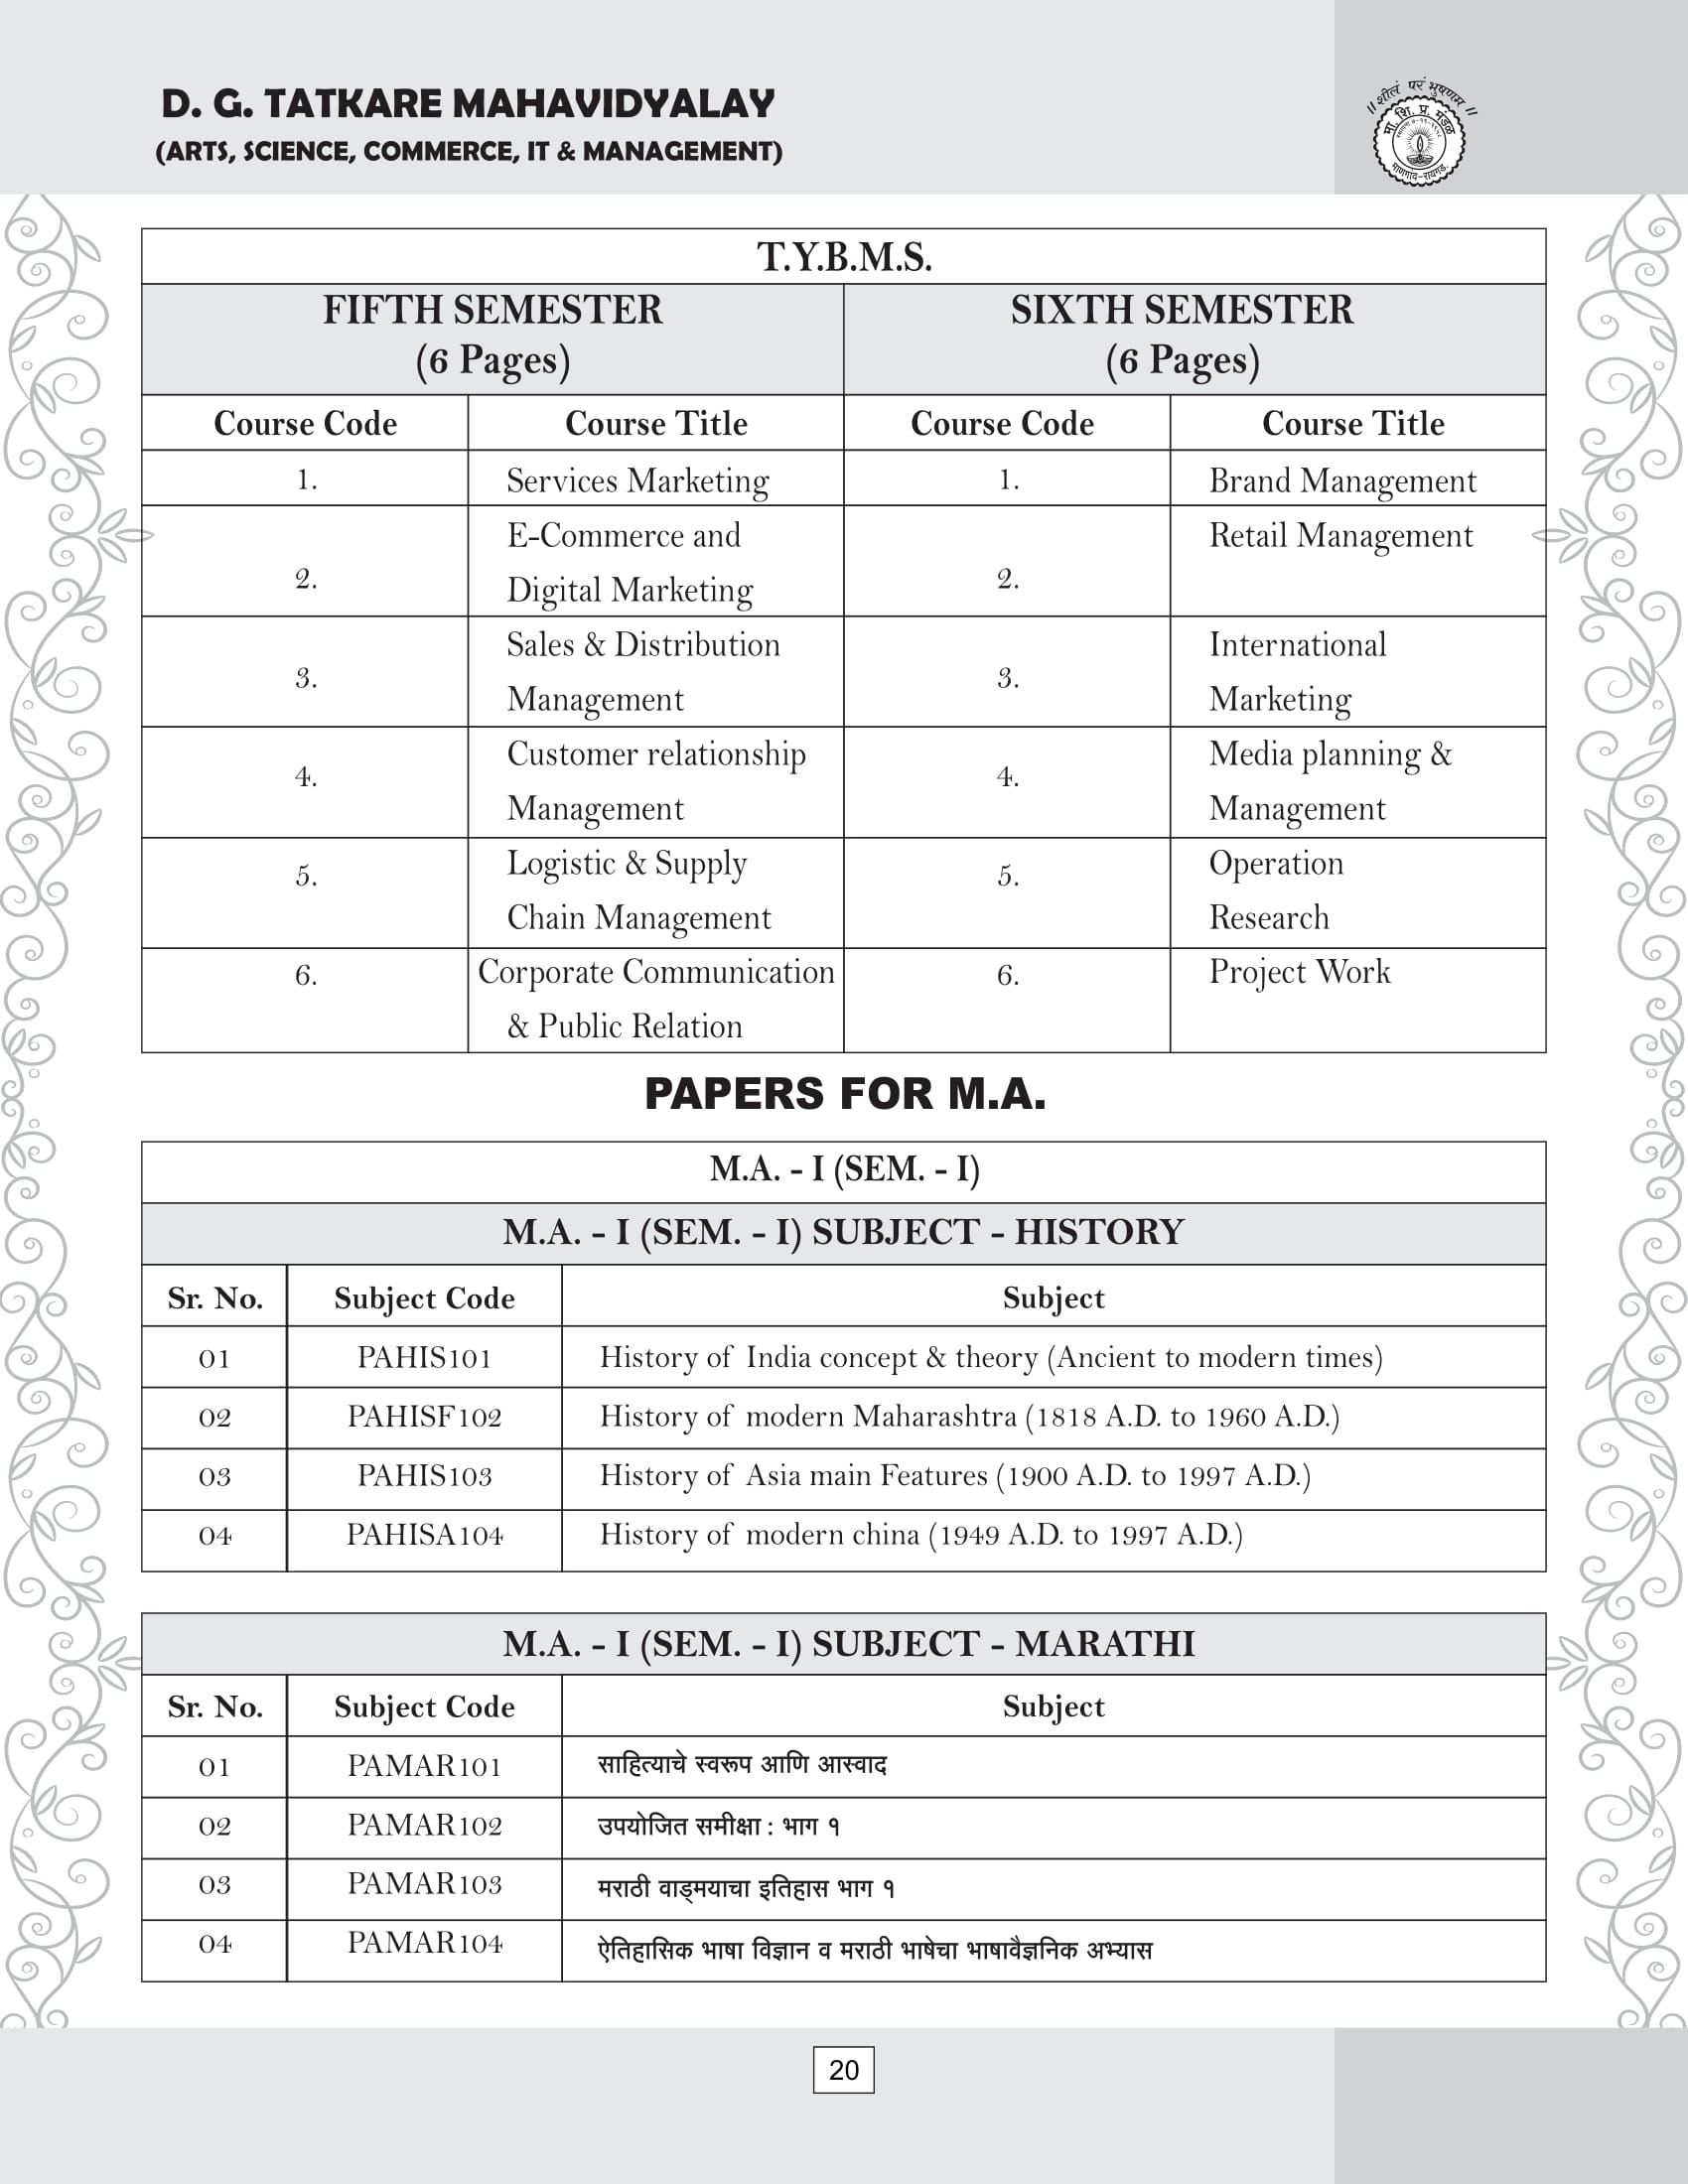 D. G. TATKARE MAHAVIDYALAY
(ARTS, SCIENCE, COMMERCE, IT & MANAGEMENT)
॥ शीलं परं भुषणम ॥
मा. शि. प्र. मंडळ
माणगांव-रायगड.
T.Y.B.M.S.
FIFTH SEMESTER
(6 Pages)
SIXTH SEMESTER
(6 Pages)
Course Code Course Title Course Code Course Title
1. Services Marketing 1. Brand Management
2. E-Commerce and
Digital Marketing
2. Retail Management
3. Sales & Distribution
Management
3. International
Marketing
4. Customer relationship
Management
4. Media planning &
Management
5. Logistic & Supply
Chain Management
5. Operation
Research
6. Corporate Communication
& Public Relation
6. Project Work
PAPERS FOR M.A.
M.A. - I (SEM. - I)
M.A. - I (SEM. - I) SUBJECT - HISTORY
Sr. No. Subject Code Subject
01 PAHIS101 History of India concept & theory (Ancient to modern times)
02 PAHISF102 History of modern Maharashtra (1818 A.D. to 1960 A.D.)
03 PAHIS103 History of Asia main Features (1900 A.D. to 1997 A.D.)
04 PAHISA104 History of modern china (1949 A.D. to 1997 A.D.)
M.A. - I (SEM. - I) SUBJECT - MARATHI
Sr. No. Subject Code Subject
01 PAMAR101 साहित्याचे स्वरूप आणि आस्वाद
02 PAMAR102 उपयोजित समीक्षा : भाग १
03 PAMAR103 मराठी वाड्मयाचा इतिहास भाग १
04 PAMAR104 ऐतिहासिक भाषा विज्ञान व मराठी भाषेचा भाषावैज्ञनिक अभ्यास
20